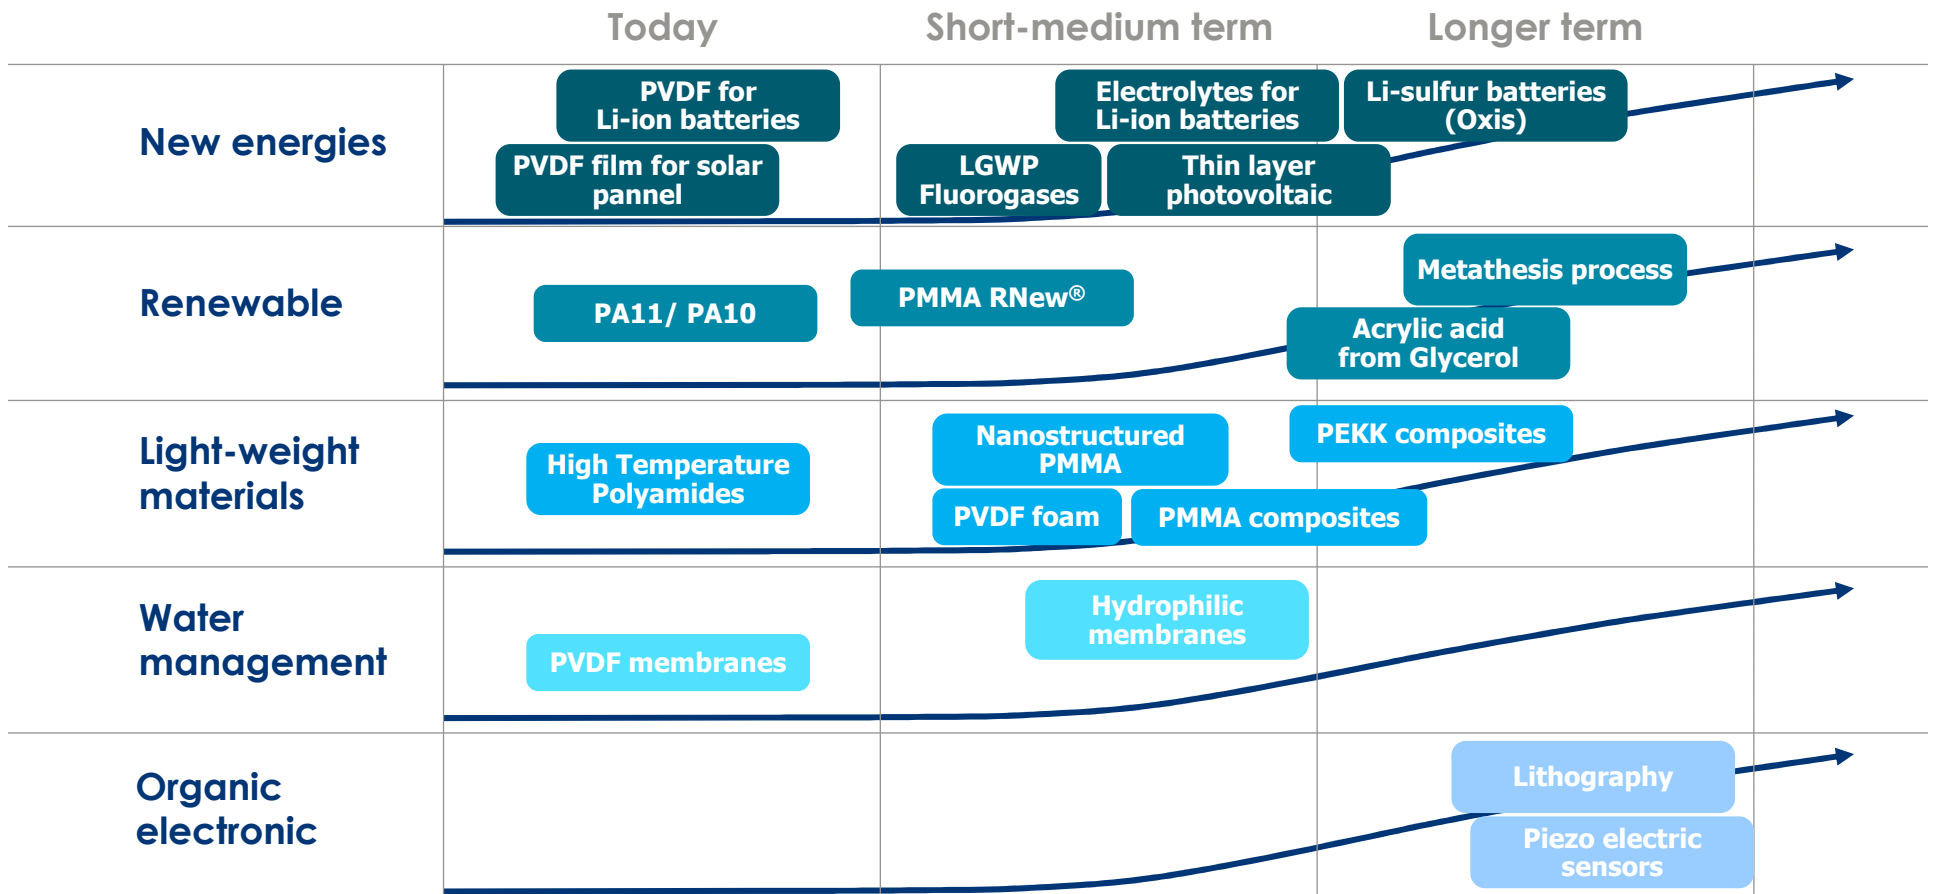 Today
Short-medium term
Longer term
New energies
PVDF for
Li-ion batteries
PVDF film for solar
pannel
LGWP
Fluorogases
Electrolytes for
Li-ion batteries
Thin layer
photovoltaic
Li-sulfur batteries
(Oxis)
Renewable
PA11/ PA10
PMMA RNew®
Metathesis process
Acrylic acid
from Glycerol
Light-weight
materials
High Temperature
Polyamides
Nanostructured
PMMA
PVDF foam
PMMA composites
PEKK composites
Water
management
PVDF membranes
Hydrophilic
membranes
Organic
electronic
Lithography
Piezo electric
sensors